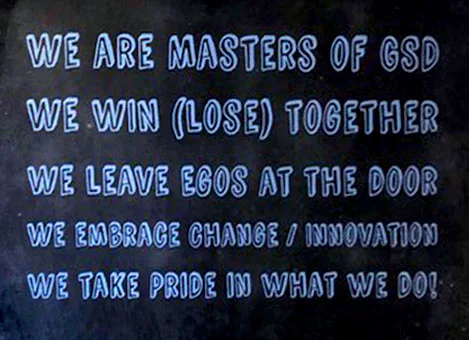 WE ARE MASTERS OF GSD
WE WIN (LOSE) TOGETHER
WE LEAVE EGOS AT THE DOOR
WE EMBRACE CHANGE / INNOVATION
WE TAKE PRIDE IN WHAT WE DO!